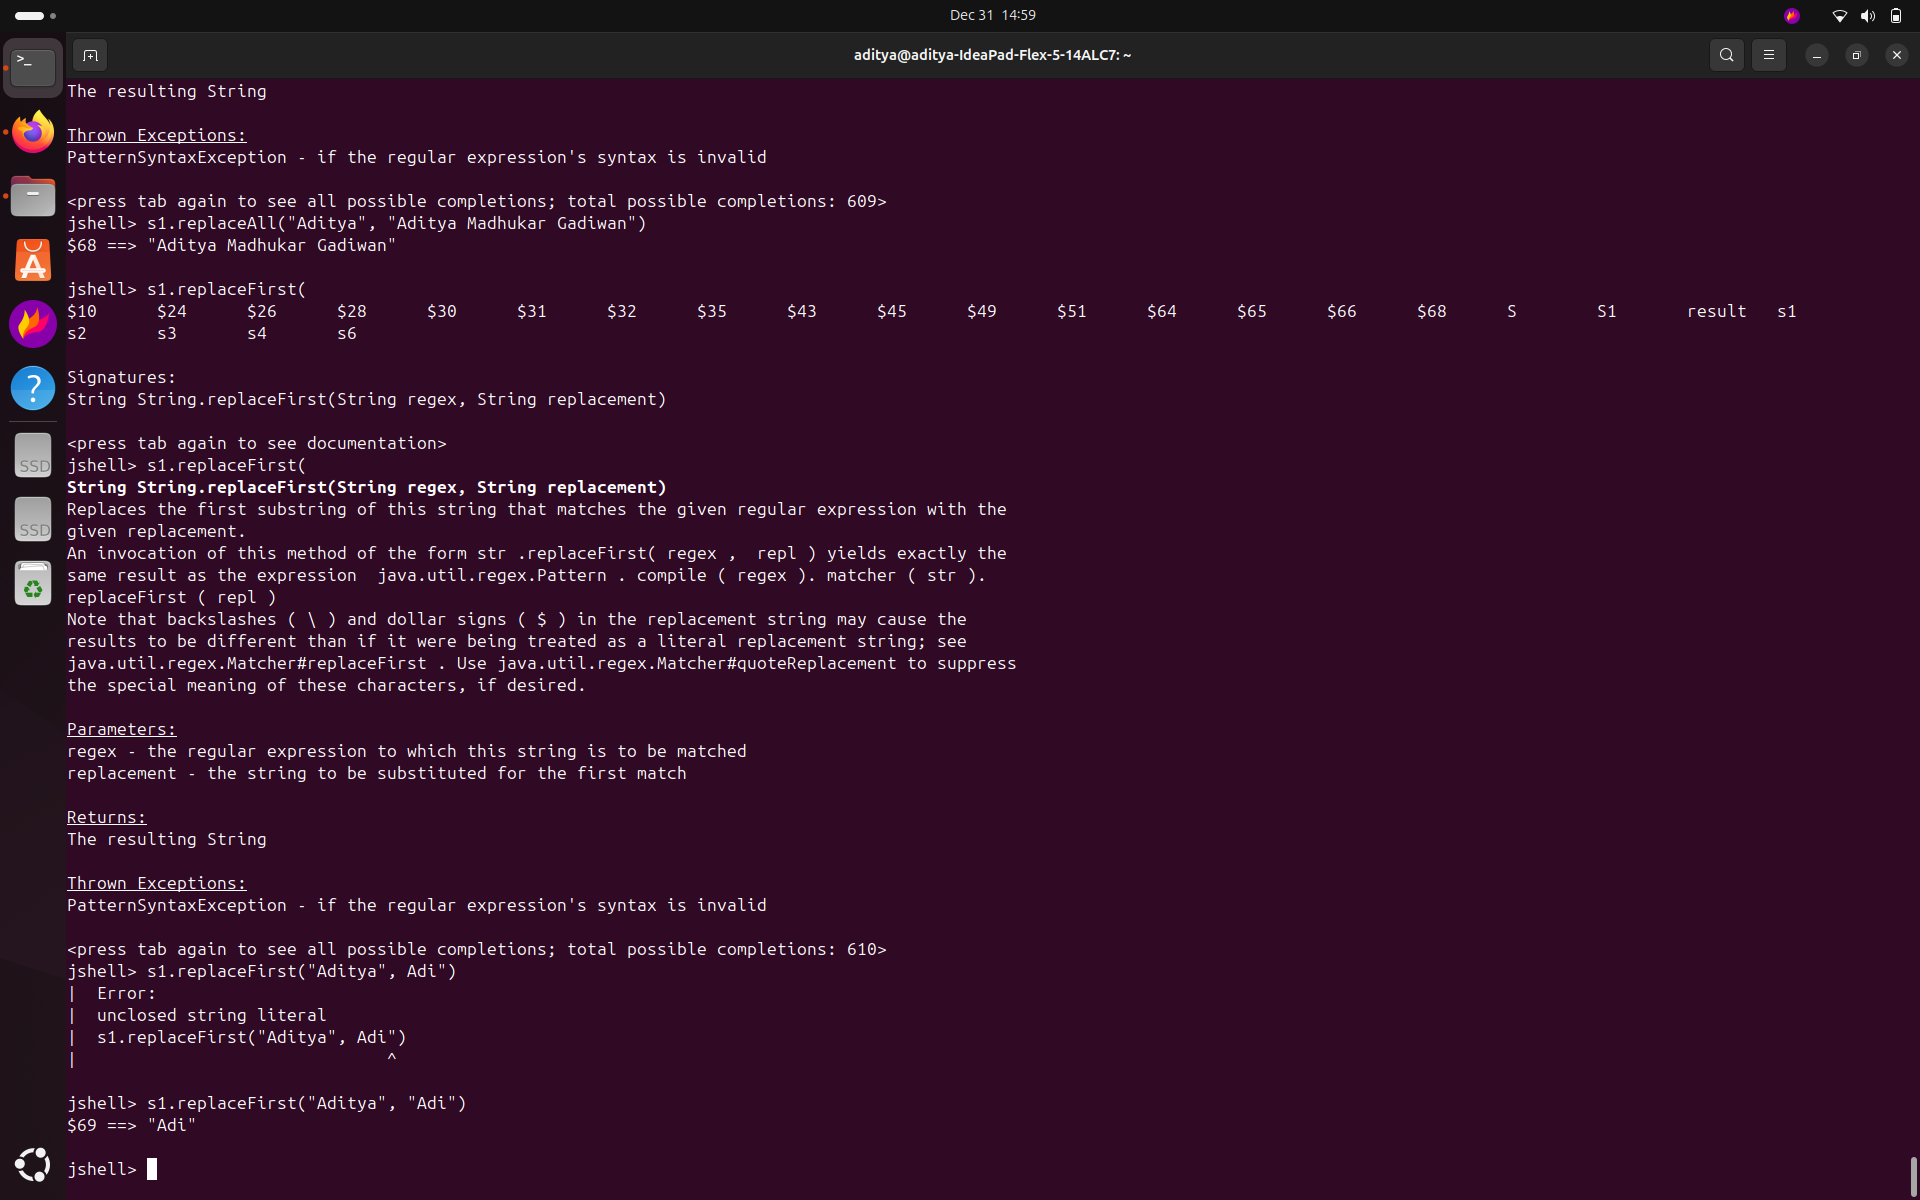 Dec 31 14:59
aditya@aditya-IdeaPad-Flex-5-14ALC7: ~
The resulting String
Thrown Exceptions:
PatternSyntaxException - if the regular expression's syntax is invalid
<press tab again to see all possible completions; total possible completions: 609>
jshell> s1.replaceAll("Aditya", "Aditya Madhukar Gadiwan")
$68 ==> "Aditya Madhukar Gadiwan"
jshell> s1.replaceFirst(
$10 $24 $26 $28 $30 $31 $32 $35 $43 $45 $49 $51 $64 $65 $66 $68 S S1 result s1
s2 s3 s4 s6
Signatures:
String String.replaceFirst(String regex, String replacement)
<press tab again to see documentation>
jshell> s1.replaceFirst(
String String.replaceFirst(String regex, String replacement)
Replaces the first substring of this string that matches the given regular expression with the
given replacement.
An invocation of this method of the form str .replaceFirst( regex ,  repl ) yields exactly the
same result as the expression  java.util.regex.Pattern . compile ( regex ). matcher ( str ).
replaceFirst ( repl )
Note that backslashes ( \ ) and dollar signs ( $ ) in the replacement string may cause the
results to be different than if it were being treated as a literal replacement string; see
java.util.regex.Matcher#replaceFirst . Use java.util.regex.Matcher#quoteReplacement to suppress
the special meaning of these characters, if desired.
Parameters:
regex - the regular expression to which this string is to be matched
replacement - the string to be substituted for the first match
Returns:
The resulting String
Thrown Exceptions:
PatternSyntaxException - if the regular expression's syntax is invalid
<press tab again to see all possible completions; total possible completions: 610>
jshell> s1.replaceFirst("Aditya", Adi")
|  Error:
|  unclosed string literal
|  s1.replaceFirst("Aditya", Adi")
|                               ^
jshell> s1.replaceFirst("Aditya", "Adi")
$69 ==> "Adi"
jshell>
SSD
SSD